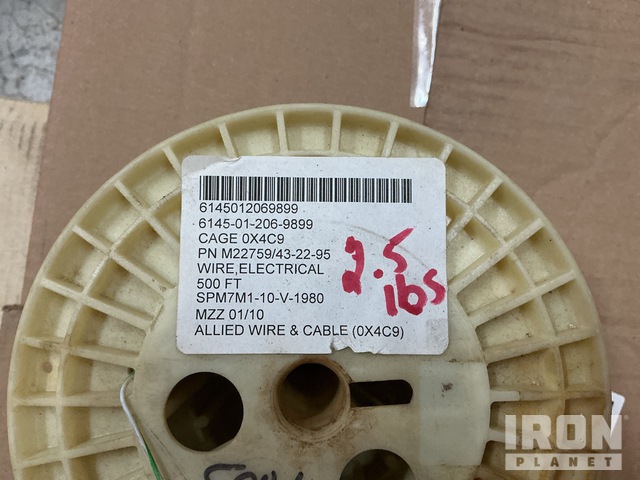 6145012069899
6145-01-206-9899
CAGE 0X4C9
PN M22759/43-22-95
WIRE,ELECTRICAL
500 FT
SPM7M1-10-V-1980
MZZ 01/10
ALLIED WIRE & CABLE (0X4C9)
2.5
lbs
IRON
PLANET